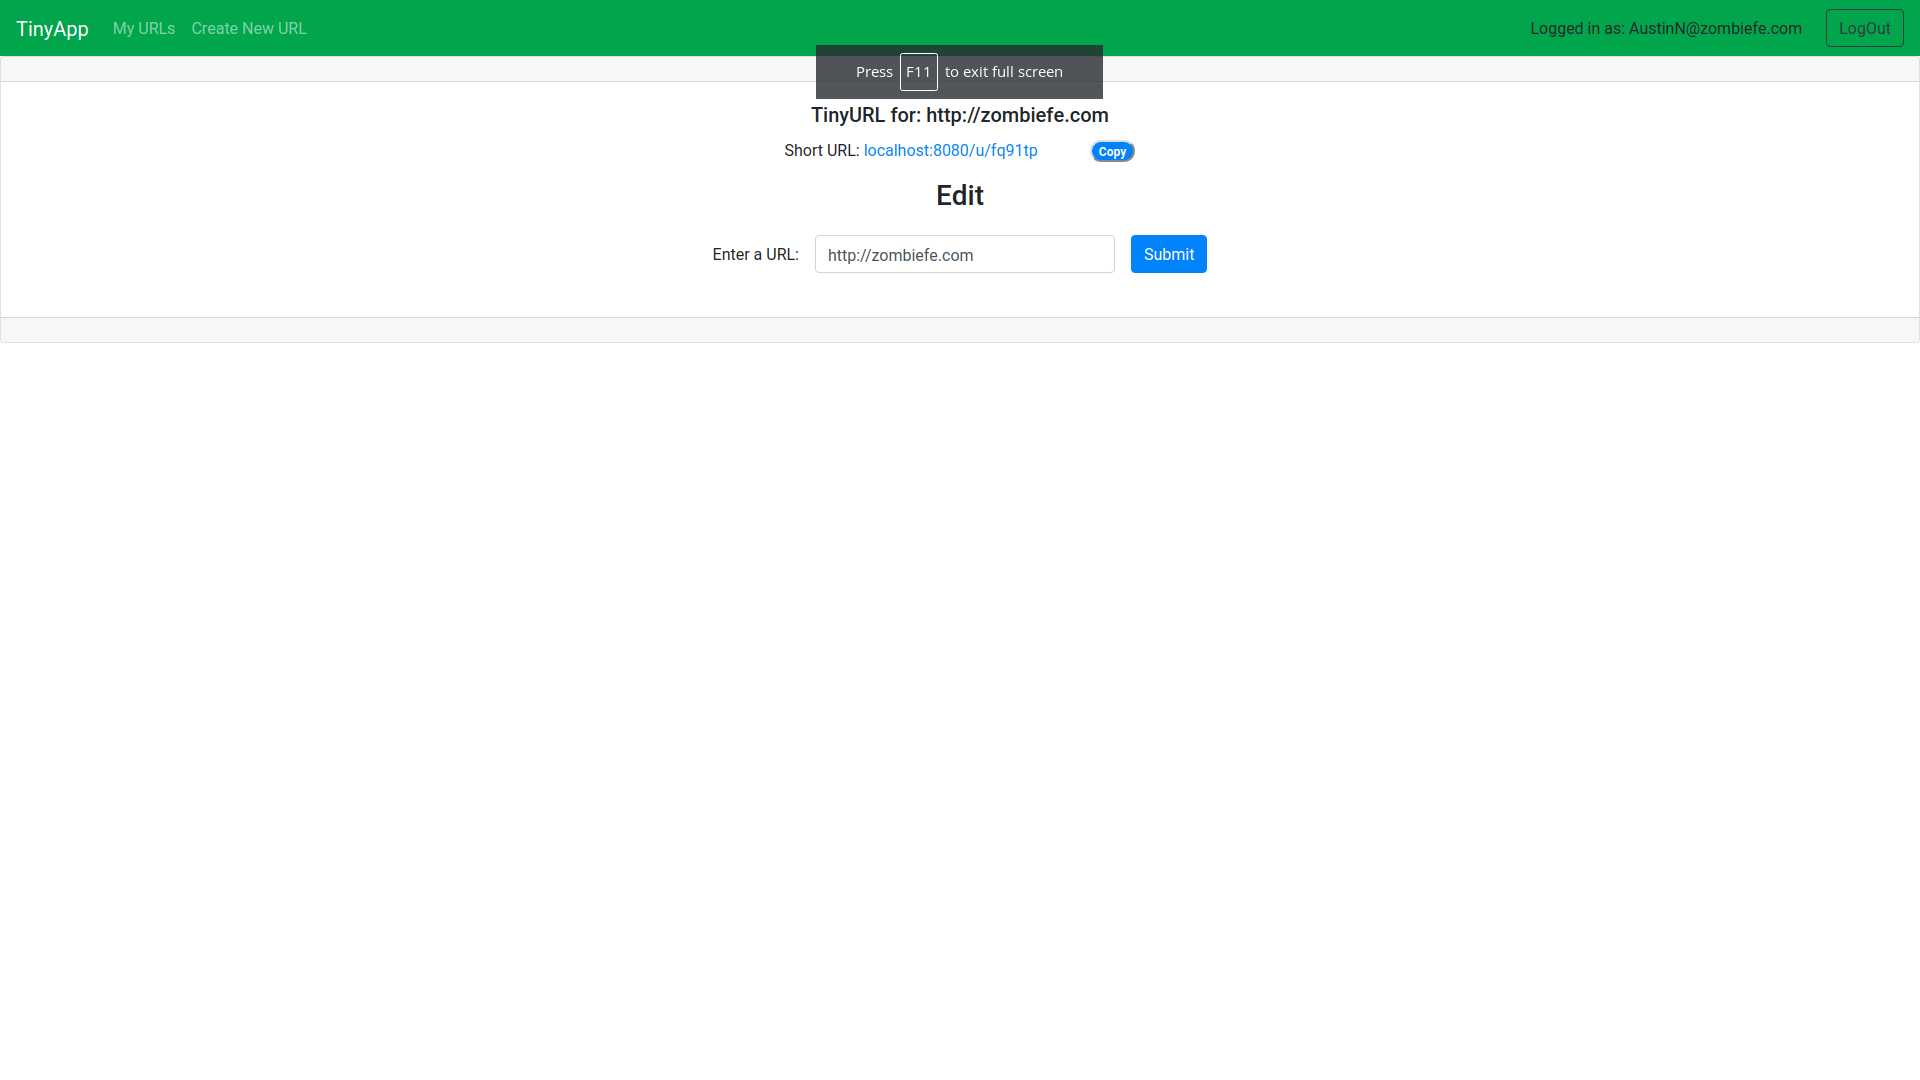 TinyApp My URLs Create New URL Logged in as: AustinN@zombiefe.com LogOut
Press F11 to exit full screen
TinyURL for: http://zombiefe.com
Short URL: localhost:8080/u/fq91tp Copy
Edit
Enter a URL: http://zombiefe.com Submit